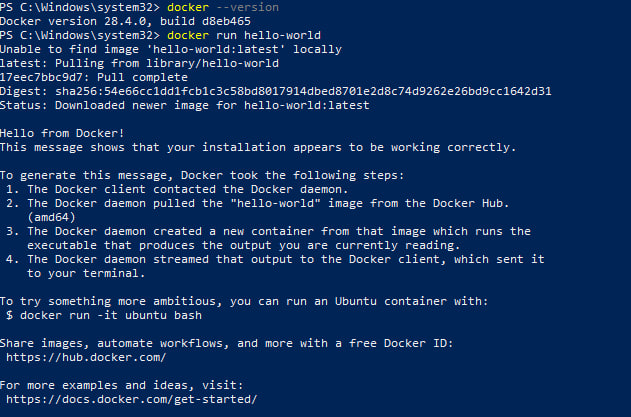 PS C:\Windows\system32> docker --version
Docker version 28.4.0, build d8eb465
PS C:\Windows\system32> docker run hello-world
Unable to find image 'hello-world:latest' locally
latest: Pulling from library/hello-world
17eec7bbc9d7: Pull complete
Digest: sha256:54e66cc1dd1fcb1c3c58bd8017914dbed8701e2d8c74d9262e26bd9cc1642d31
Status: Downloaded newer image for hello-world:latest

Hello from Docker!
This message shows that your installation appears to be working correctly.

To generate this message, Docker took the following steps:
 1. The Docker client contacted the Docker daemon.
 2. The Docker daemon pulled the "hello-world" image from the Docker Hub.
    (amd64)
 3. The Docker daemon created a new container from that image which runs the
    executable that produces the output you are currently reading.
 4. The Docker daemon streamed that output to the Docker client, which sent it
    to your terminal.

To try something more ambitious, you can run an Ubuntu container with:
 $ docker run -it ubuntu bash

Share images, automate workflows, and more with a free Docker ID:
 https://hub.docker.com/

For more examples and ideas, visit:
 https://docs.docker.com/get-started/